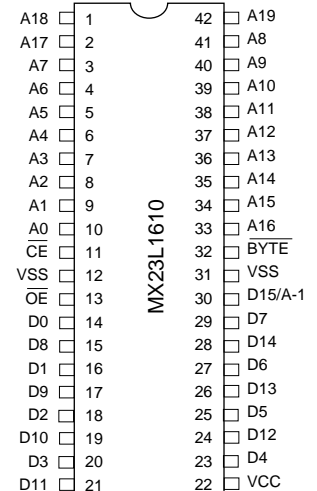 A18 1 42 A19
A17 2 41 A8
A7 3 40 A9
A6 4 39 A10
A5 5 38 A11
A4 6 37 A12
A3 7 36 A13
A2 8 35 A14
A1 9 34 A15
A0 10 33 A16
CE 11 32 BYTE
VSS 12 31 VSS
OE 13 30 D15/A-1
D0 14 29 D7
D8 15 28 D14
D1 16 27 D6
D9 17 26 D13
D2 18 25 D5
D10 19 24 D12
D3 20 23 D4
D11 21 22 VCC
MX23L1610